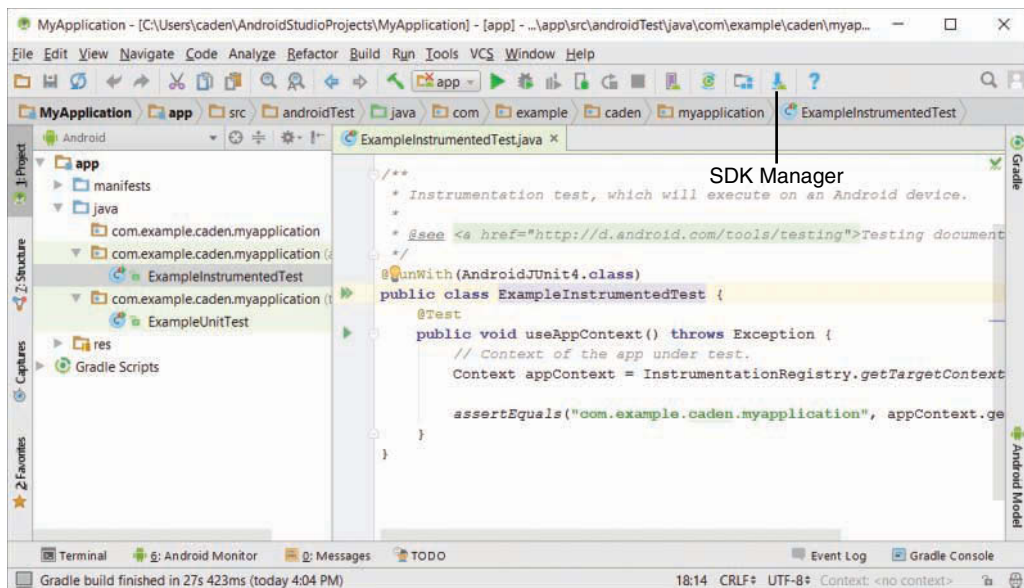 MyApplication - [C:\Users\caden\AndroidStudioProjects\MyApplication] - [app] - ...\app\src\androidTest\java\com\example\caden\myap...
File Edit View Navigate Code Analyze Refactor Build Run Tools VCS Window Help
app
MyApplication app src androidTest java com example caden myapplication ExampleInstrumentedTest
1: Project
Z: Structure
Captures
2: Favorites
Android
app
manifests
java
com.example.caden.myapplication
com.example.caden.myapplication (a
ExampleInstrumentedTest
com.example.caden.myapplication (t
ExampleUnitTest
res
Gradle Scripts
ExampleInstrumentedTest.java
SDK Manager
/**
* Instrumentation test, which will execute on an Android device.
*
* @see <a href="http://d.android.com/tools/testing">Testing document
*/
@RunWith(AndroidJUnit4.class)
public class ExampleInstrumentedTest {
@Test
public void useAppContext() throws Exception {
// Context of the app under test.
Context appContext = InstrumentationRegistry.getTargetContext
assertEquals("com.example.caden.myapplication", appContext.ge
}
}
Gradle
Android Model
Terminal 6: Android Monitor 0: Messages TODO Event Log Gradle Console
Gradle build finished in 27s 423ms (today 4:04 PM) 18:14 CRLF UTF-8 Context: <no context>